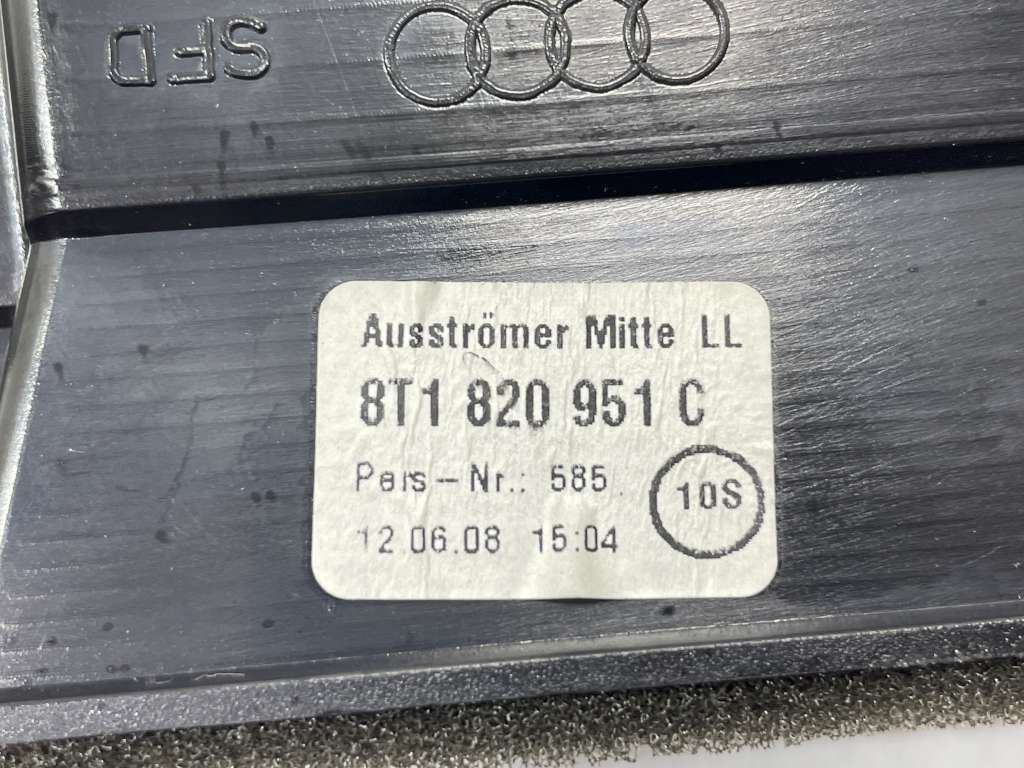 SFD
Ausströmer Mitte LL
8T1 820 951 C
Pers-Nr.: 585
10S
12.06.08 15:04